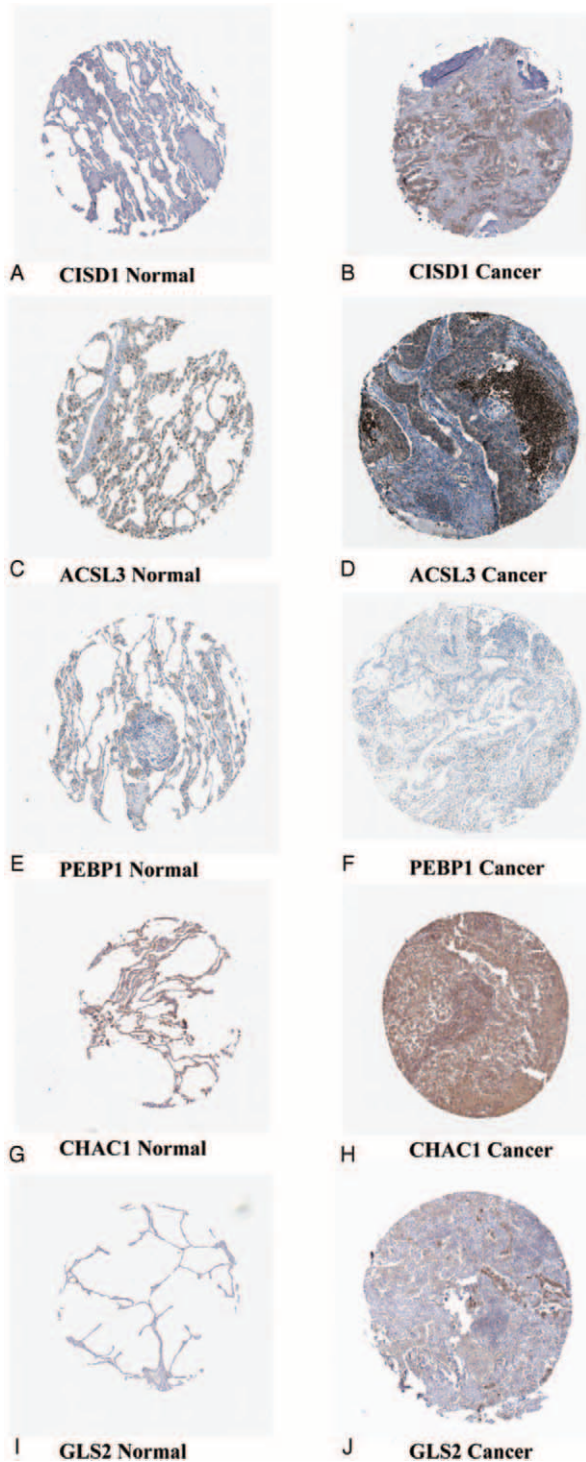 A CISD1 Normal
B CISD1 Cancer
C ACSL3 Normal
D ACSL3 Cancer
E PEBP1 Normal
F PEBP1 Cancer
G CHAC1 Normal
H CHAC1 Cancer
I GLS2 Normal
J GLS2 Cancer